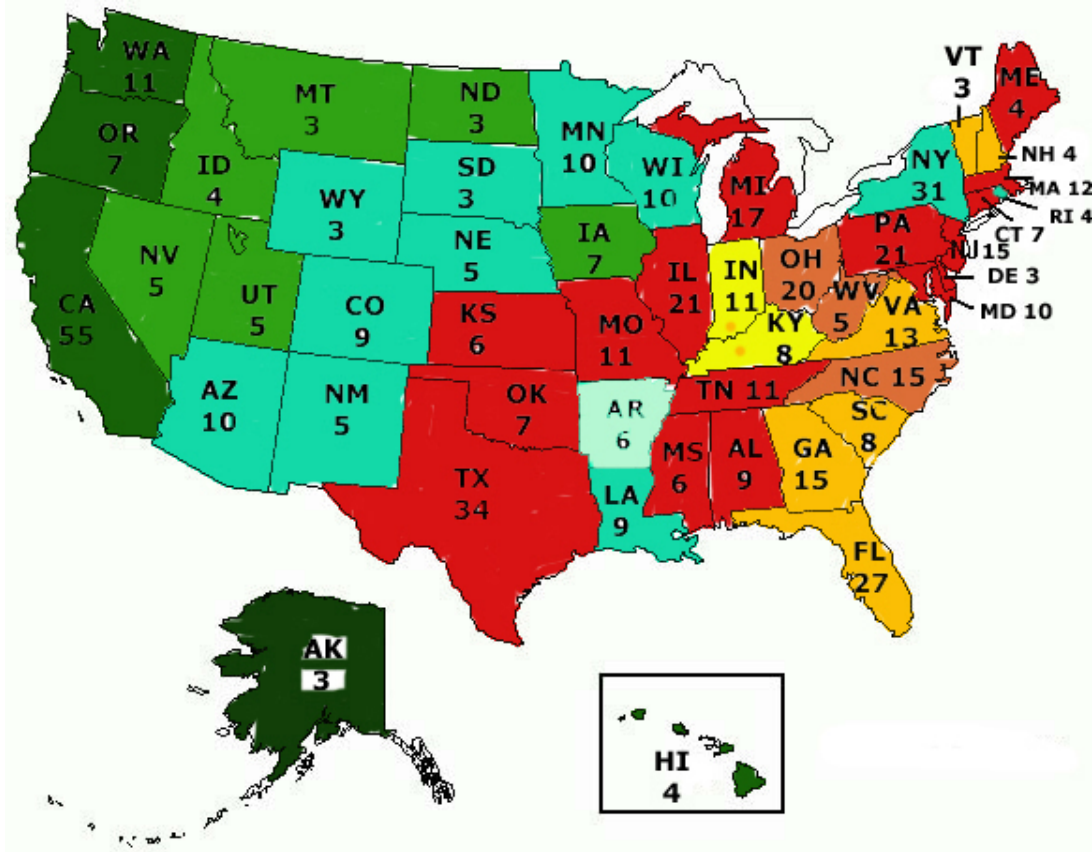 WA
11
OR
7
CA
55
ID
4
NV
5
MT
3
WY
3
UT
5
AZ
10
CO
9
NM
5
ND
3
SD
3
NE
5
KS
6
OK
7
TX
34
MN
10
IA
7
MO
11
AR
6
LA
9
WI
10
IL
21
MI
17
IN
11
OH
20
KY
8
TN 11
MS
6
AL
9
GA
15
FL
27
SC
8
NC 15
WV
5
VA
13
PA
21
NY
31
VT
3
ME
4
NH 4
MA 12
RI 4
CT 7
NJ15
DE 3
MD 10
AK
3
HI
4